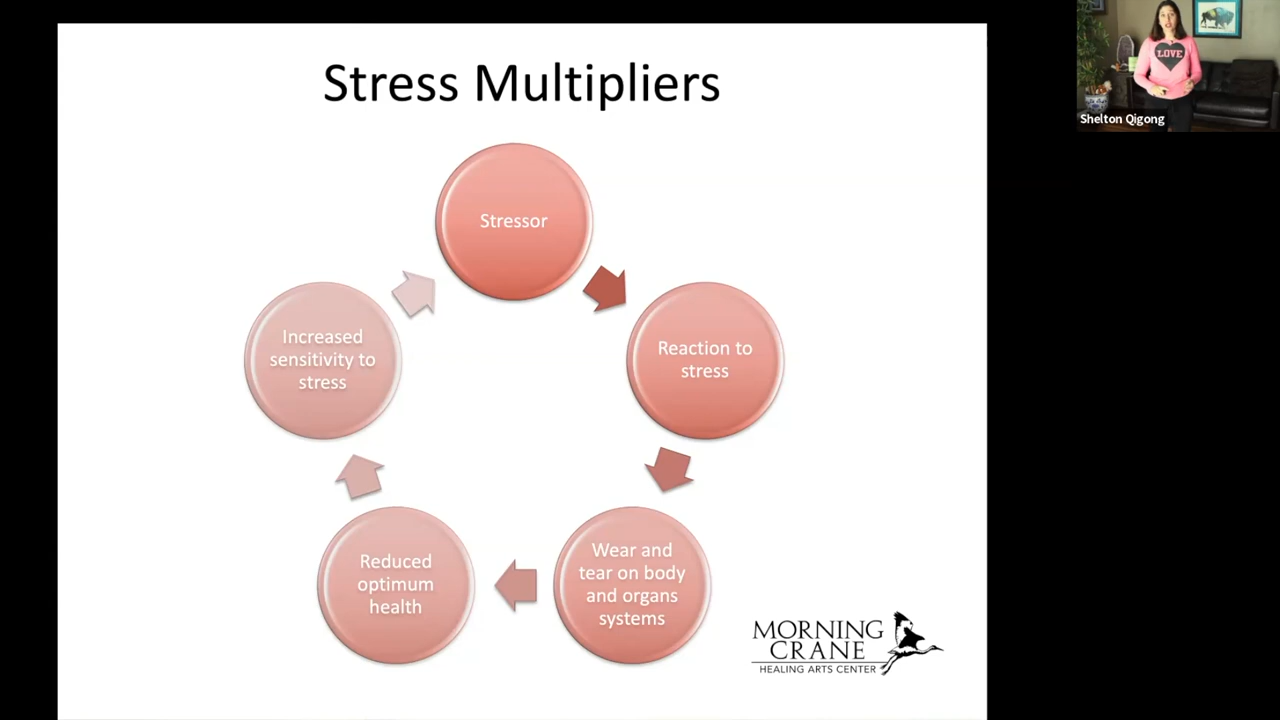 Stress Multipliers
Stressor
Reaction to
stress
Wear and
tear on body
and organs
systems
Reduced
optimum
health
Increased
sensitivity to
stress
MORNING
CRANE
HEALING ARTS CENTER
LOVE
Shelton Qigong